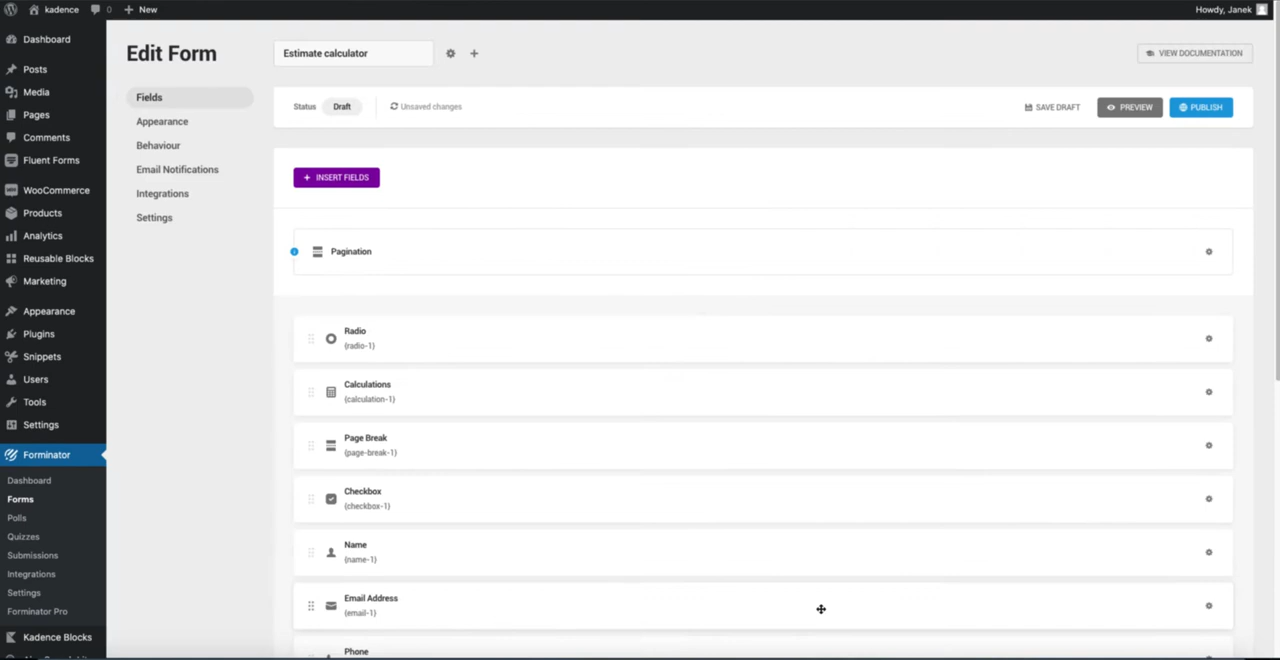 kadence
0
+ New
Howdy, Janek
Dashboard
Posts
Media
Pages
Comments
Fluent Forms
WooCommerce
Products
Analytics
Reusable Blocks
Marketing
Appearance
Plugins
Snippets
Users
Tools
Settings
Forminator
Dashboard
Forms
Polls
Quizzes
Submissions
Integrations
Settings
Forminator Pro
Kadence Blocks
Edit Form
Estimate calculator
VIEW DOCUMENTATION
Fields
Appearance
Behaviour
Email Notifications
Integrations
Settings
Status Draft Unsaved changes
SAVE DRAFT PREVIEW PUBLISH
+ INSERT FIELDS
Pagination
Radio
{radio-1}
Calculations
{calculation-1}
Page Break
{page-break-1}
Checkbox
{checkbox-1}
Name
{name-1}
Email Address
{email-1}
Phone